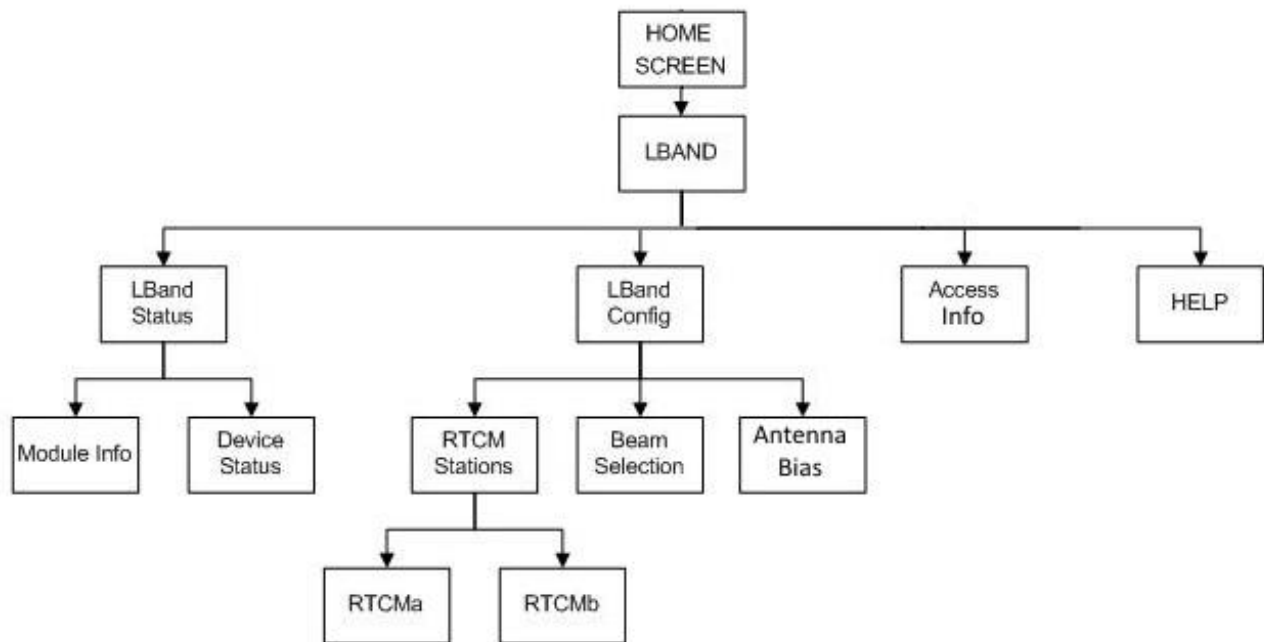 HOME
SCREEN
LBAND
LBand
Status
LBand
Config
Access
Info
HELP
Module Info
Device
Status
RTCM
Stations
Beam
Selection
Antenna
Bias
RTCMa
RTCMb